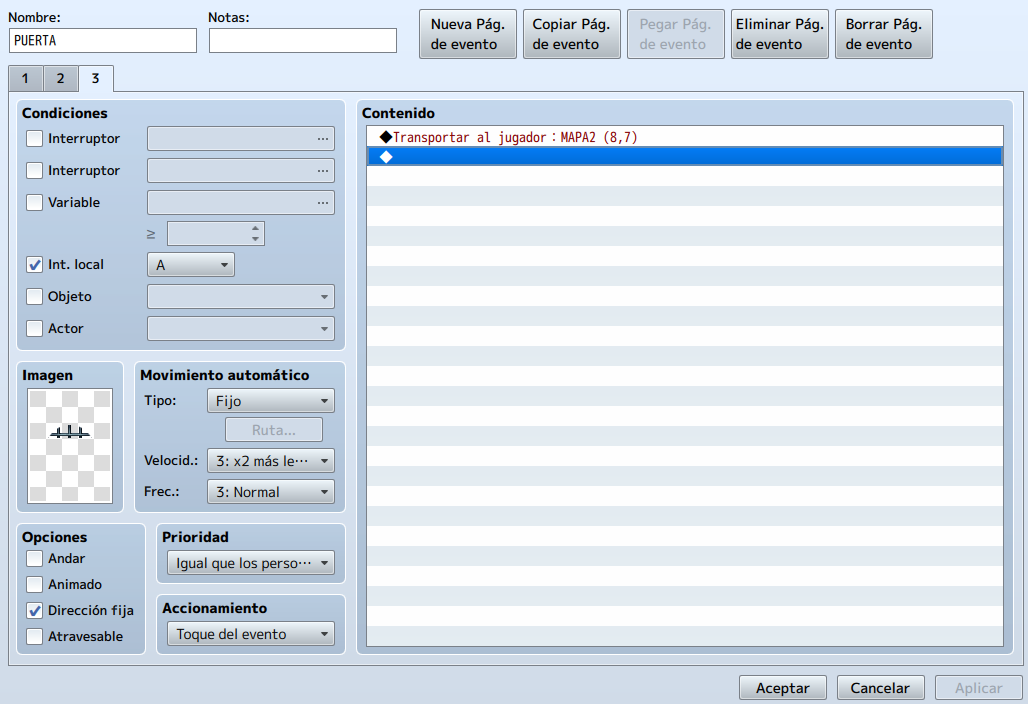 Nombre:
Notas:
PUERTA
Nueva Pág.
de evento
Copiar Pág.
de evento
Pegar Pág.
de evento
Eliminar Pág.
de evento
Borrar Pág.
de evento
1
2
3
Condiciones
Interruptor
...
Interruptor
...
Variable
...
≥
Int. local
A
Objeto
Actor
Imagen
Movimiento automático
Tipo:
Fijo
Ruta...
Velocid.:
3: x2 más le···
Frec.:
3: Normal
Opciones
Andar
Animado
Dirección fija
Atravesable
Prioridad
Igual que los perso···
Accionamiento
Toque del evento
Contenido
◆Transportar al jugador：MAPA2 (8,7)
◆
Aceptar
Cancelar
Aplicar